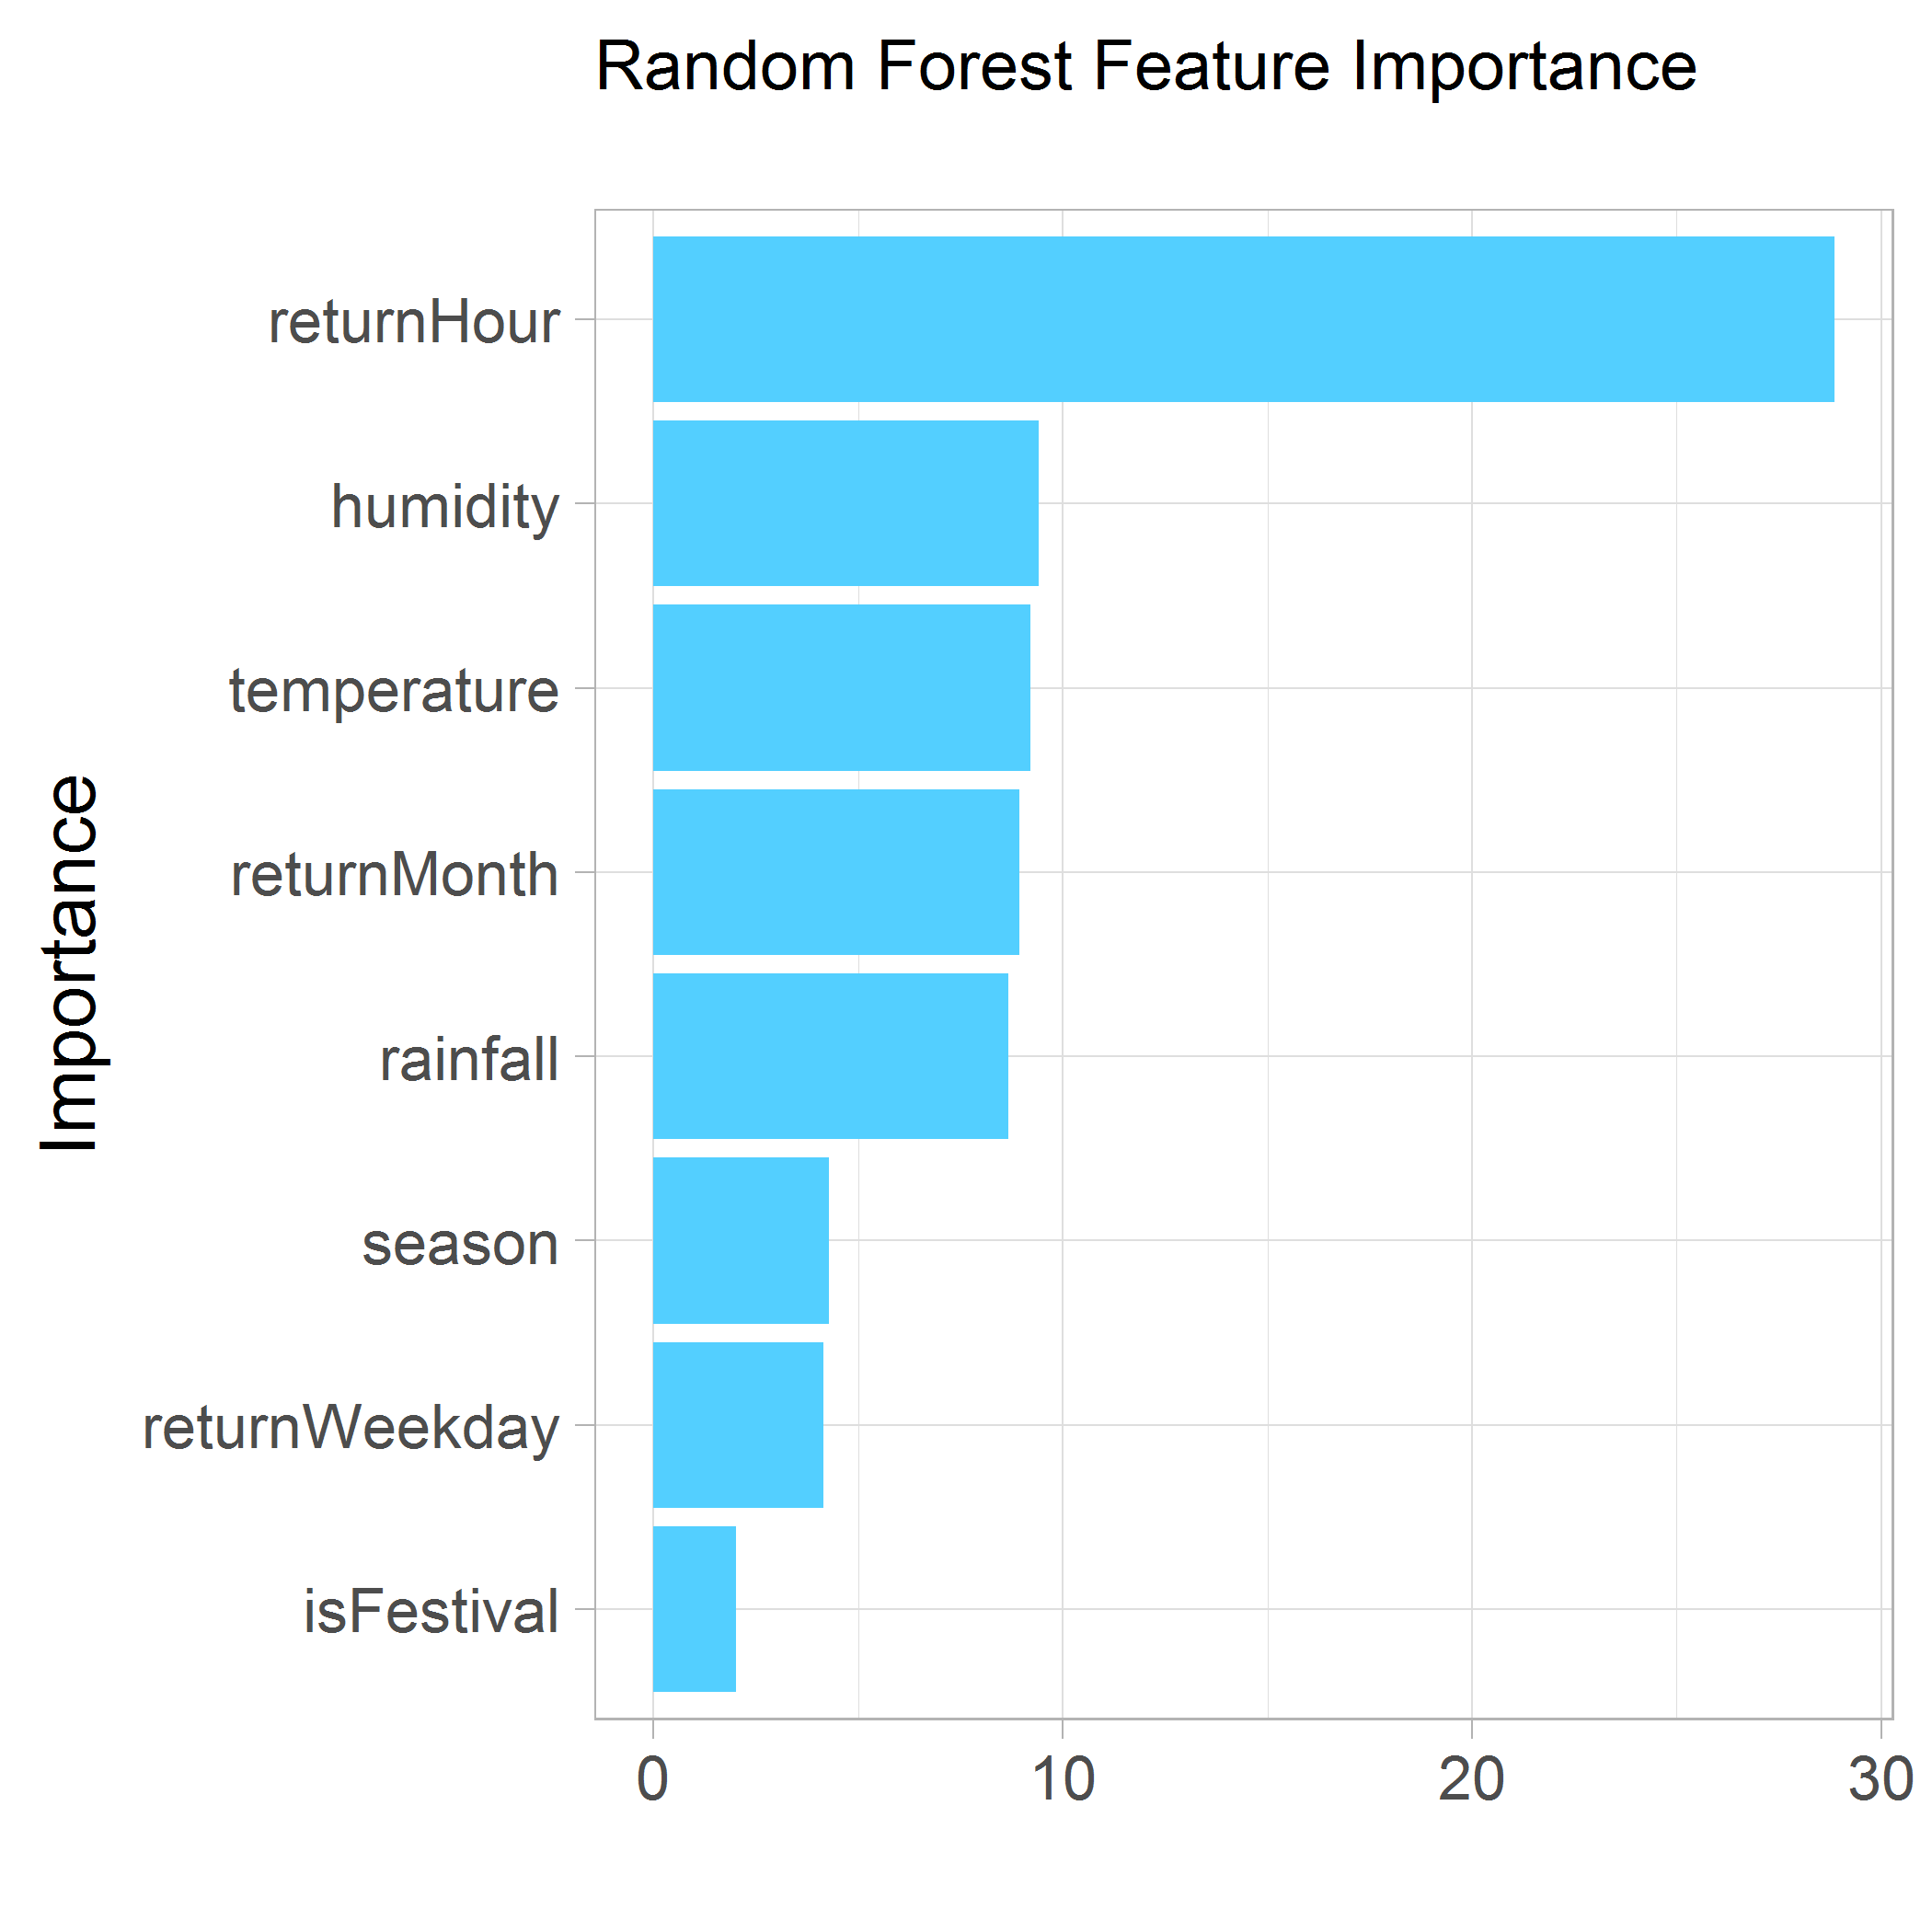 Random Forest Feature Importance
Importance
returnHour
humidity
temperature
returnMonth
rainfall
season
returnWeekday
isFestival
0 10 20 30